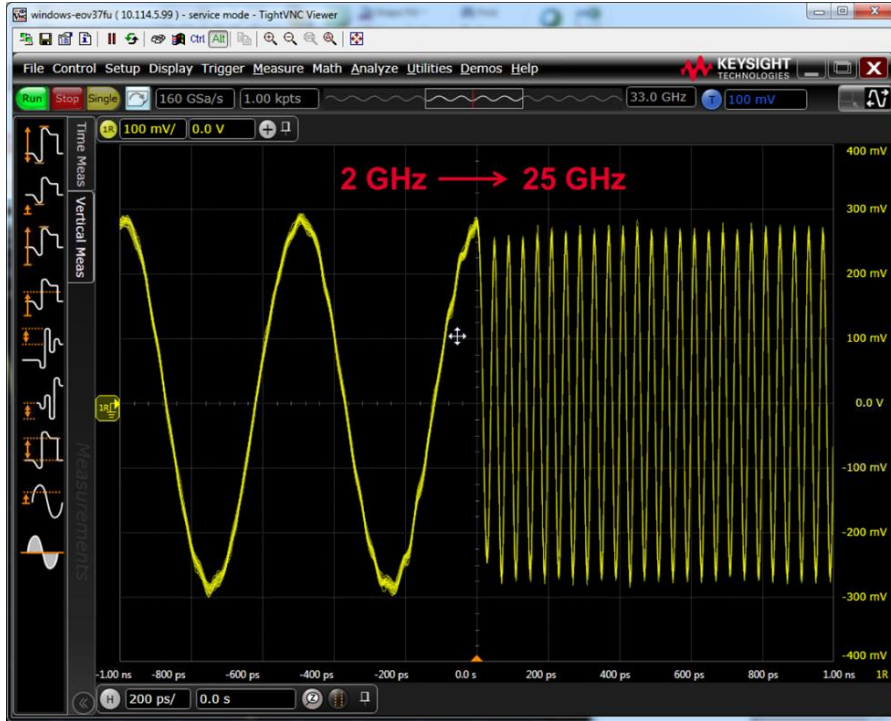 windows-eov37fu ( 10.114.5.99 ) - service mode - TightVNC Viewer
Ctrl Alt
File Control Setup Display Trigger Measure Math Analyze Utilities Demos Help
KEYSIGHT
TECHNOLOGIES
Run Stop Single 160 GSa/s 1.00 kpts 33.0 GHz T 100 mV
1R 100 mV/ 0.0 V
Time Meas
Vertical Meas
Measurements
2 GHz → 25 GHz
400 mV
300 mV
200 mV
100 mV
0.0 V
-100 mV
-200 mV
-300 mV
-400 mV
1R
-1.00 ns -800 ps -600 ps -400 ps -200 ps 0.0 s 200 ps 400 ps 600 ps 800 ps 1.00 ns 1R
H 200 ps/ 0.0 s